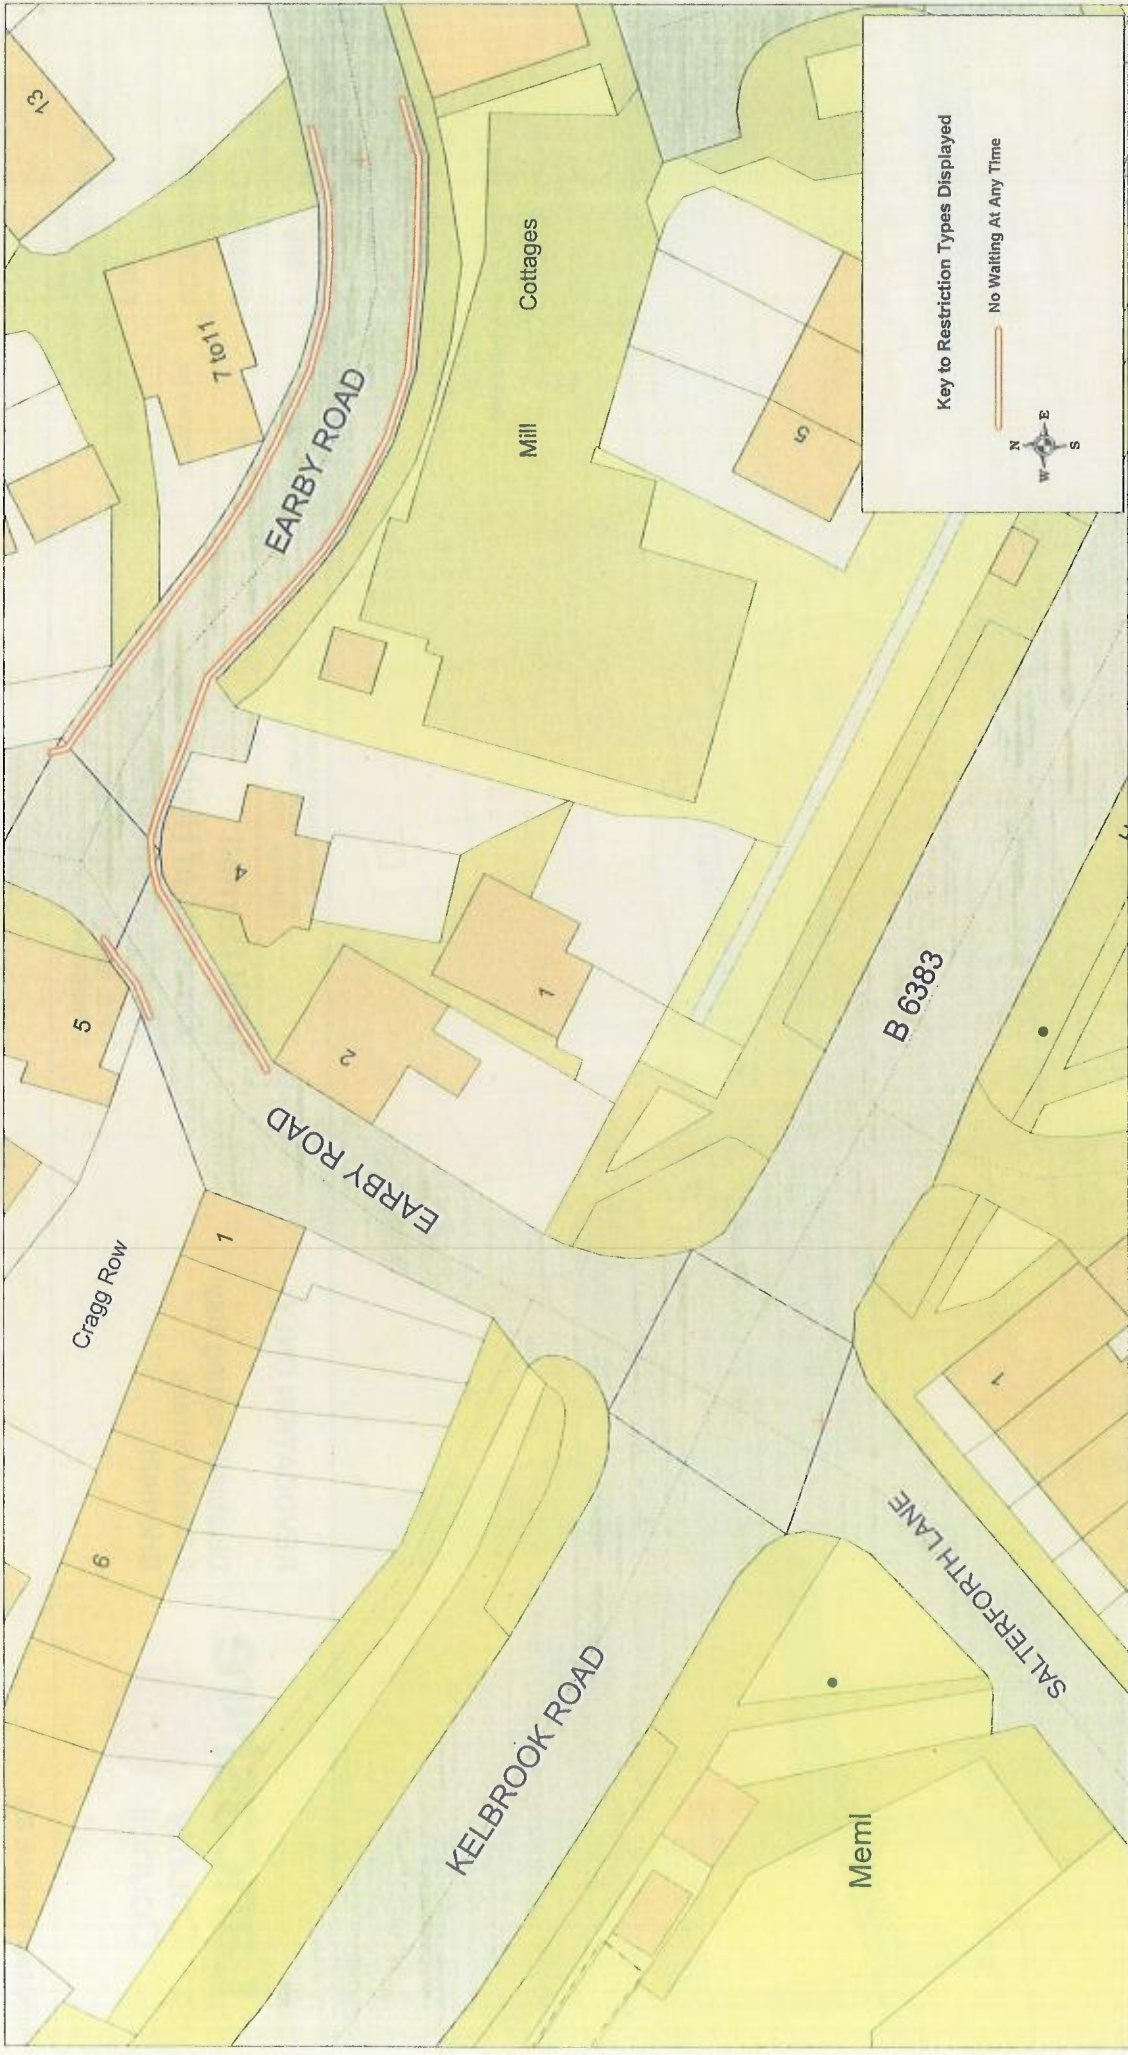 13
7 to11
EARBY ROAD
Mill Cottages
5
5
4
2
1
EARBY ROAD
Cragg Row
1
6
B 6383
KELBROOK ROAD
SALTERFORTH LANE
1
Meml
Key to Restriction Types Displayed
No Waiting At Any Time
N
W
E
S